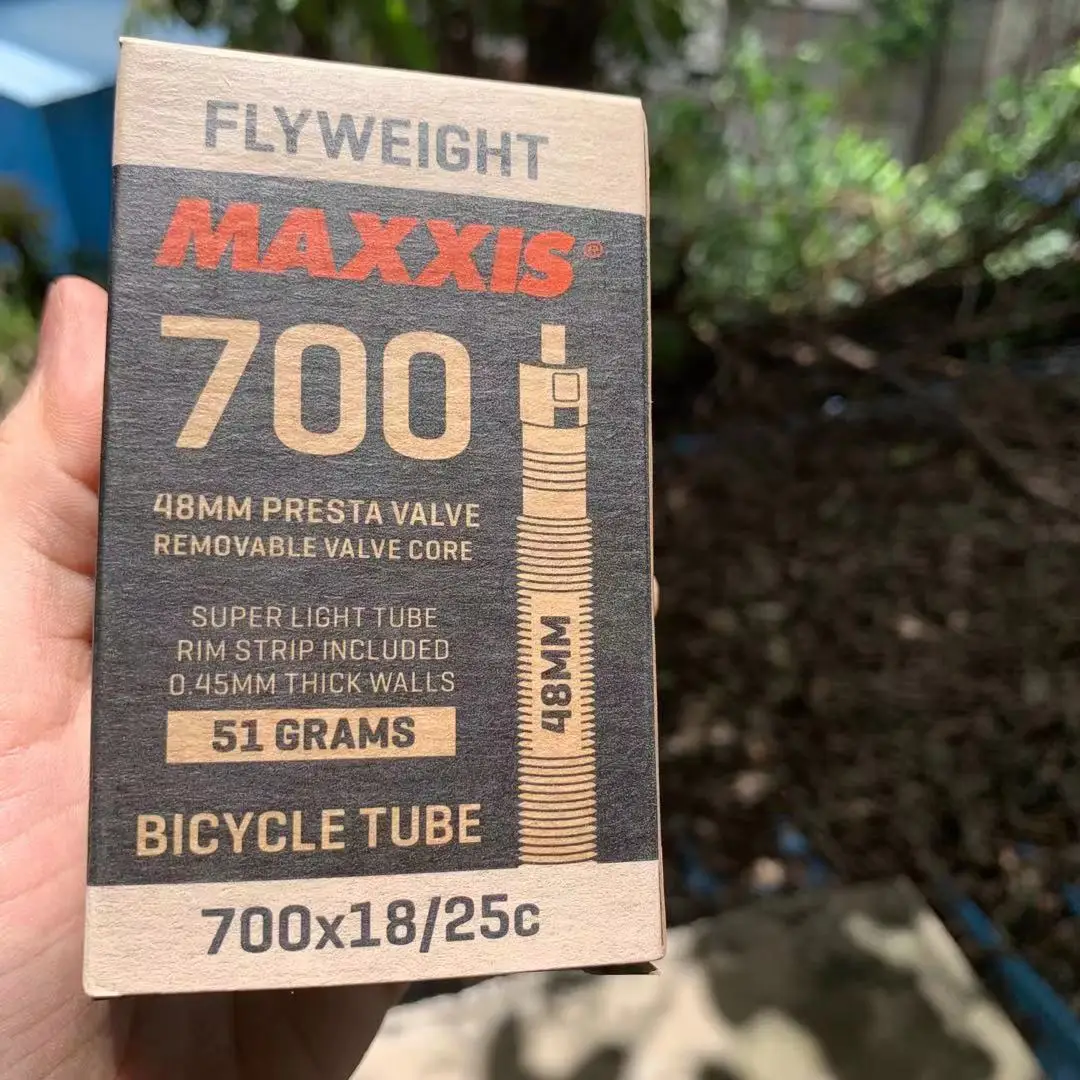 FLYWEIGHT
MAXXIS®
700
48MM PRESTA VALVE
REMOVABLE VALVE CORE
SUPER LIGHT TUBE
RIM STRIP INCLUDED
0.45MM THICK WALLS
51 GRAMS
48MM
BICYCLE TUBE
700x18/25c